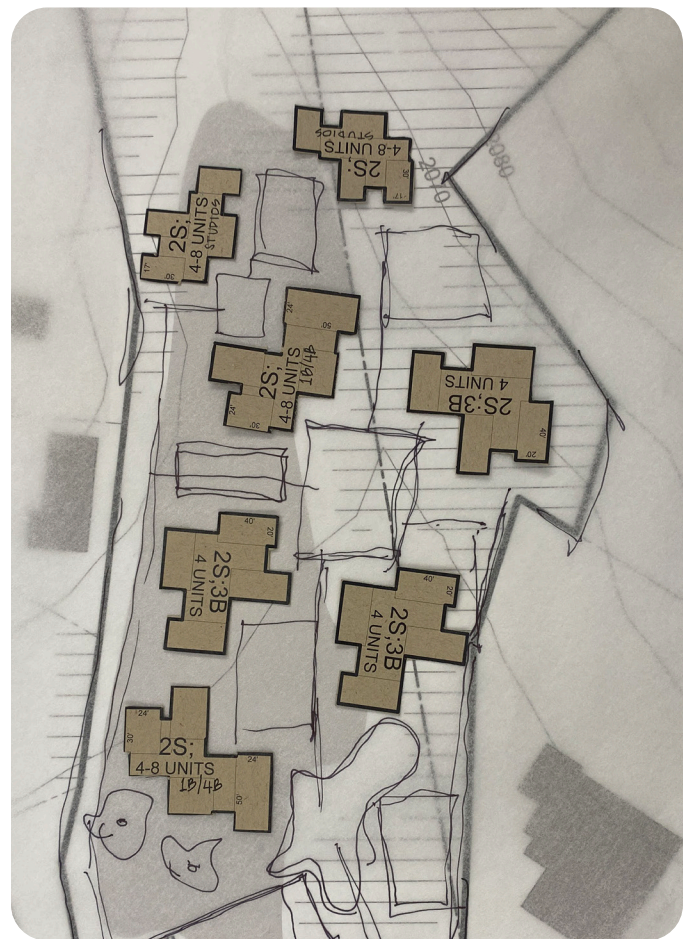 2S;
4-8 UNITS
STUDIOS
30'
17'
2070
1080
2S;
4-8 UNITS
STUDIOS
17'
30'
2S;
4-8 UNITS
1B/4B
24'
50'
24'
30'
2S;3B
4 UNITS
40'
20'
2S;3B
4 UNITS
40'
20'
2S;3B
4 UNITS
40'
20'
2S;
4-8 UNITS
1B/4B
24'
30'
24'
50'